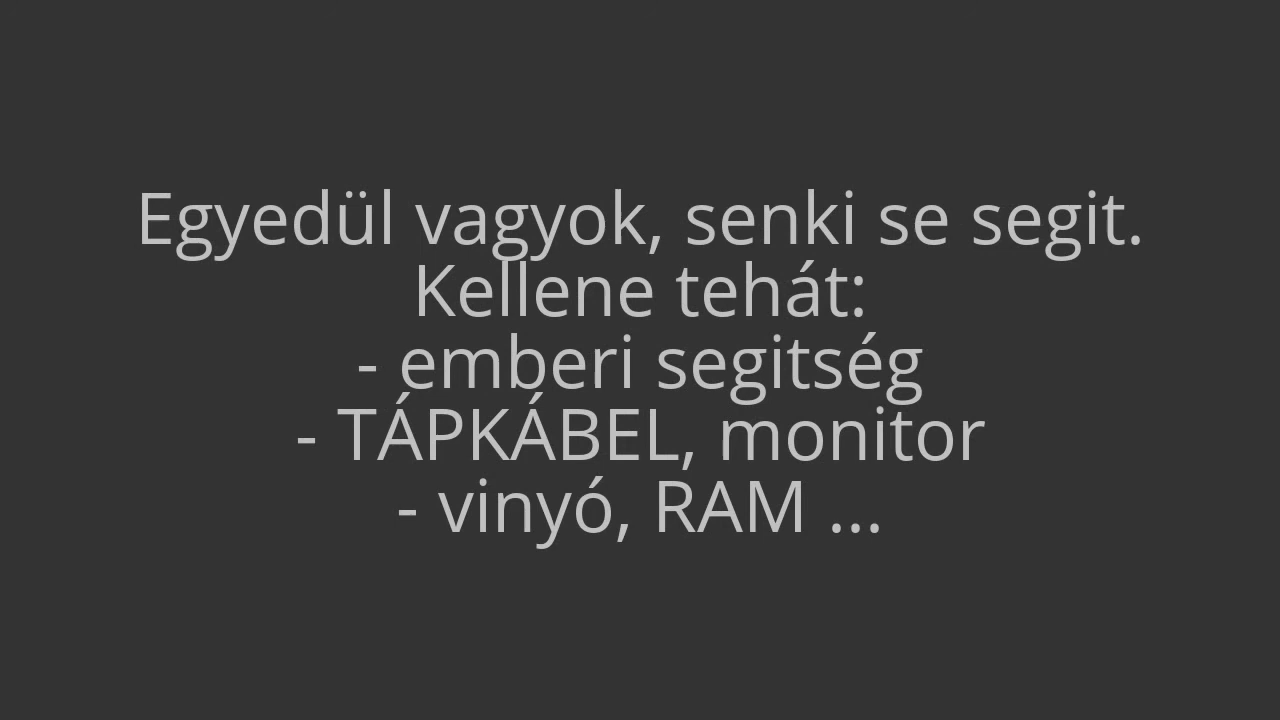 Egyedül vagyok, senki se segit.
Kellene tehát:
- emberi segitség
- TÁPKÁBEL, monitor
- vinyó, RAM ...